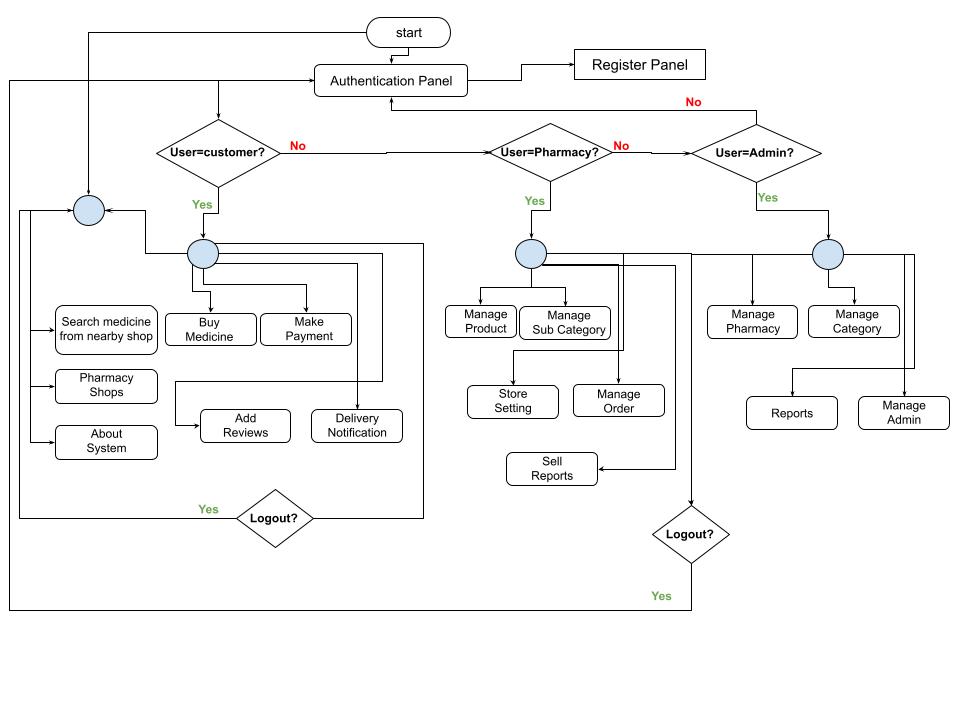 start
Authentication Panel
Register Panel
No
User=customer?
No
User=Pharmacy?
No
User=Admin?
Yes
Yes
Yes
Search medicine
from nearby shop
Buy
Medicine
Make
Payment
Manage
Product
Manage
Sub Category
Manage
Pharmacy
Manage
Category
Pharmacy
Shops
Store
Setting
Manage
Order
Reports
Manage
Admin
About
System
Add
Reviews
Delivery
Notification
Sell
Reports
Yes
Logout?
Logout?
Yes